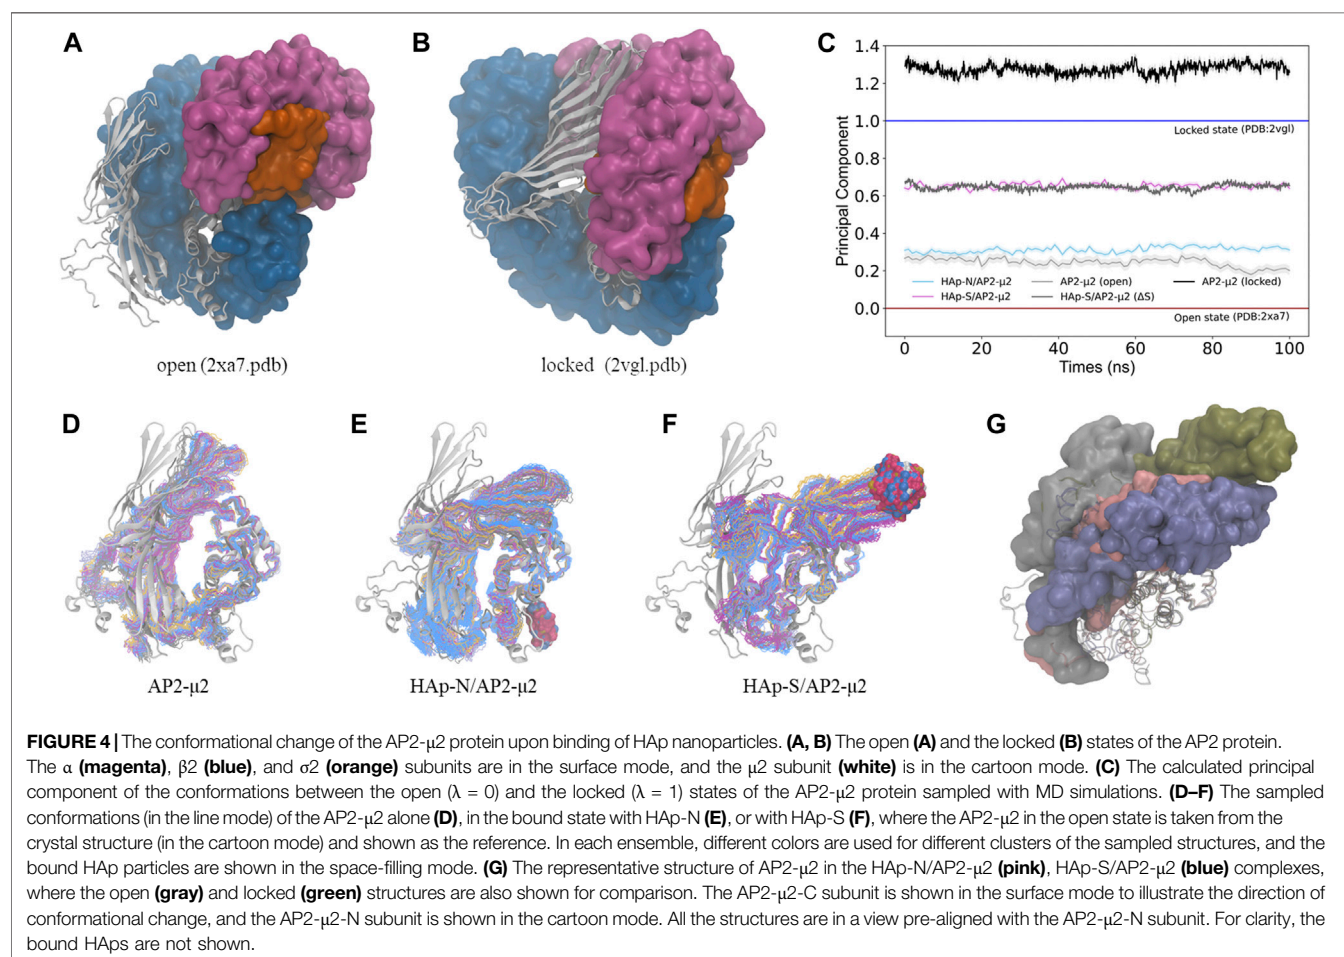 A
B
C
open (2xa7.pdb)
locked (2vgl.pdb)
Principal Component
1.4
1.2
1.0
0.8
0.6
0.4
0.2
0.0
Locked state (PDB:2vgl)
HAp-N/AP2-μ2
AP2-μ2 (open)
AP2-μ2 (locked)
HAp-S/AP2-μ2
HAp-S/AP2-μ2 (ΔS)
Open state (PDB:2xa7)
0 20 40 60 80 100
Times (ns)
D
E
F
G
AP2-μ2
HAp-N/AP2-μ2
HAp-S/AP2-μ2
FIGURE 4 | The conformational change of the AP2-μ2 protein upon binding of HAp nanoparticles. (A, B) The open (A) and the locked (B) states of the AP2 protein.
The α (magenta), β2 (blue), and σ2 (orange) subunits are in the surface mode, and the μ2 subunit (white) is in the cartoon mode. (C) The calculated principal
component of the conformations between the open (λ = 0) and the locked (λ = 1) states of the AP2-μ2 protein sampled with MD simulations. (D–F) The sampled
conformations (in the line mode) of the AP2-μ2 alone (D), in the bound state with HAp-N (E), or with HAp-S (F), where the AP2-μ2 in the open state is taken from the
crystal structure (in the cartoon mode) and shown as the reference. In each ensemble, different colors are used for different clusters of the sampled structures, and the
bound HAp particles are shown in the space-filling mode. (G) The representative structure of AP2-μ2 in the HAp-N/AP2-μ2 (pink), HAp-S/AP2-μ2 (blue) complexes,
where the open (gray) and locked (green) structures are also shown for comparison. The AP2-μ2-C subunit is shown in the surface mode to illustrate the direction of
conformational change, and the AP2-μ2-N subunit is shown in the cartoon mode. All the structures are in a view pre-aligned with the AP2-μ2-N subunit. For clarity, the
bound HAps are not shown.